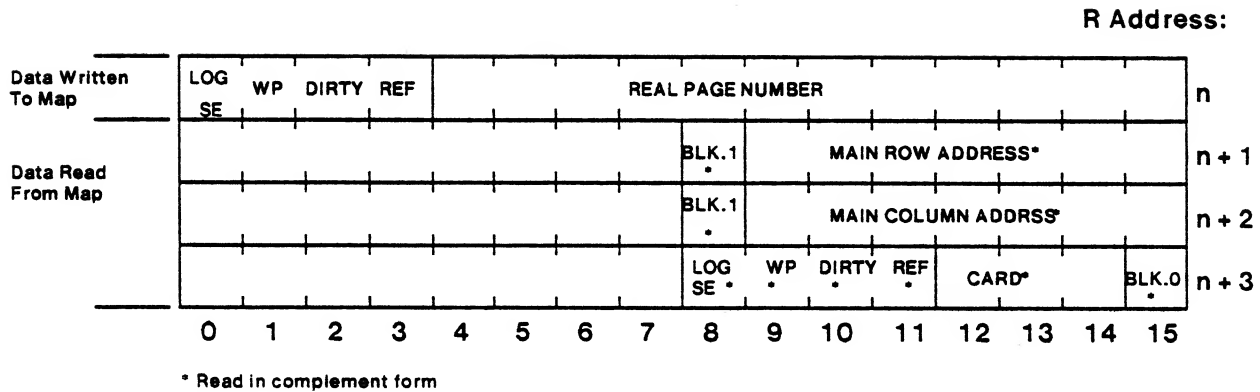 R Address:
Data Written
To Map
LOG
SE
WP DIRTY REF
REAL PAGE NUMBER
n
Data Read
From Map
BLK.1
*
MAIN ROW ADDRESS*
n + 1
BLK.1
*
MAIN COLUMN ADDRSS*
n + 2
LOG
SE *
WP
*
DIRTY
*
REF
*
CARD*
BLK.0
*
n + 3
0 1 2 3 4 5 6 7 8 9 10 11 12 13 14 15
* Read in complement form